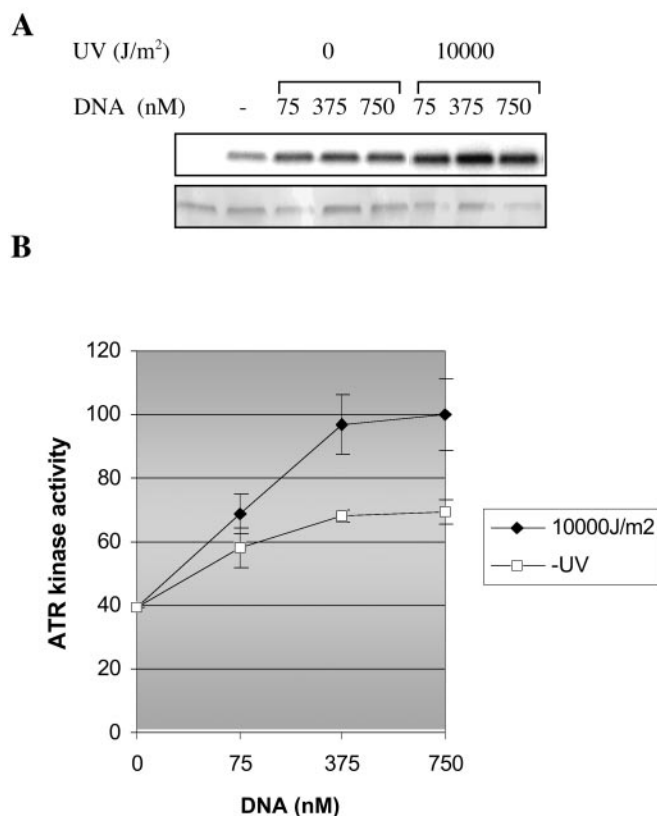 A
UV (J/m²) 0 10000
DNA (nM) - 75 375 750 75 375 750
B
120
100
80
60
40
20
0
0 75 375 750
ATR kinase activity
DNA (nM)
10000J/m2
-UV